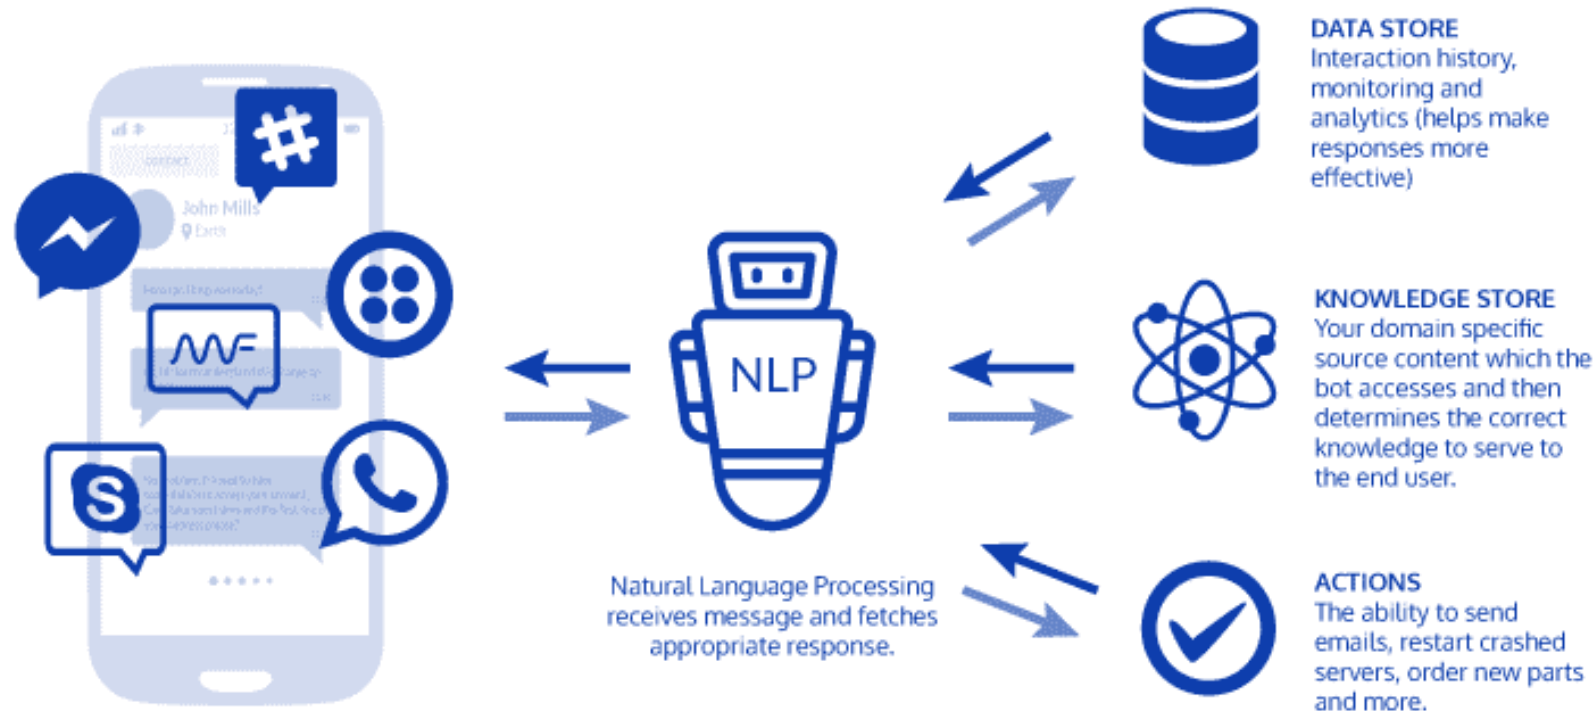 John Mills
Earth
NLP
Natural Language Processing
receives message and fetches
appropriate response.
DATA STORE
Interaction history,
monitoring and
analytics (helps make
responses more
effective)
KNOWLEDGE STORE
Your domain specific
source content which the
bot accesses and then
determines the correct
knowledge to serve to
the end user.
ACTIONS
The ability to send
emails, restart crashed
servers, order new parts
and more.